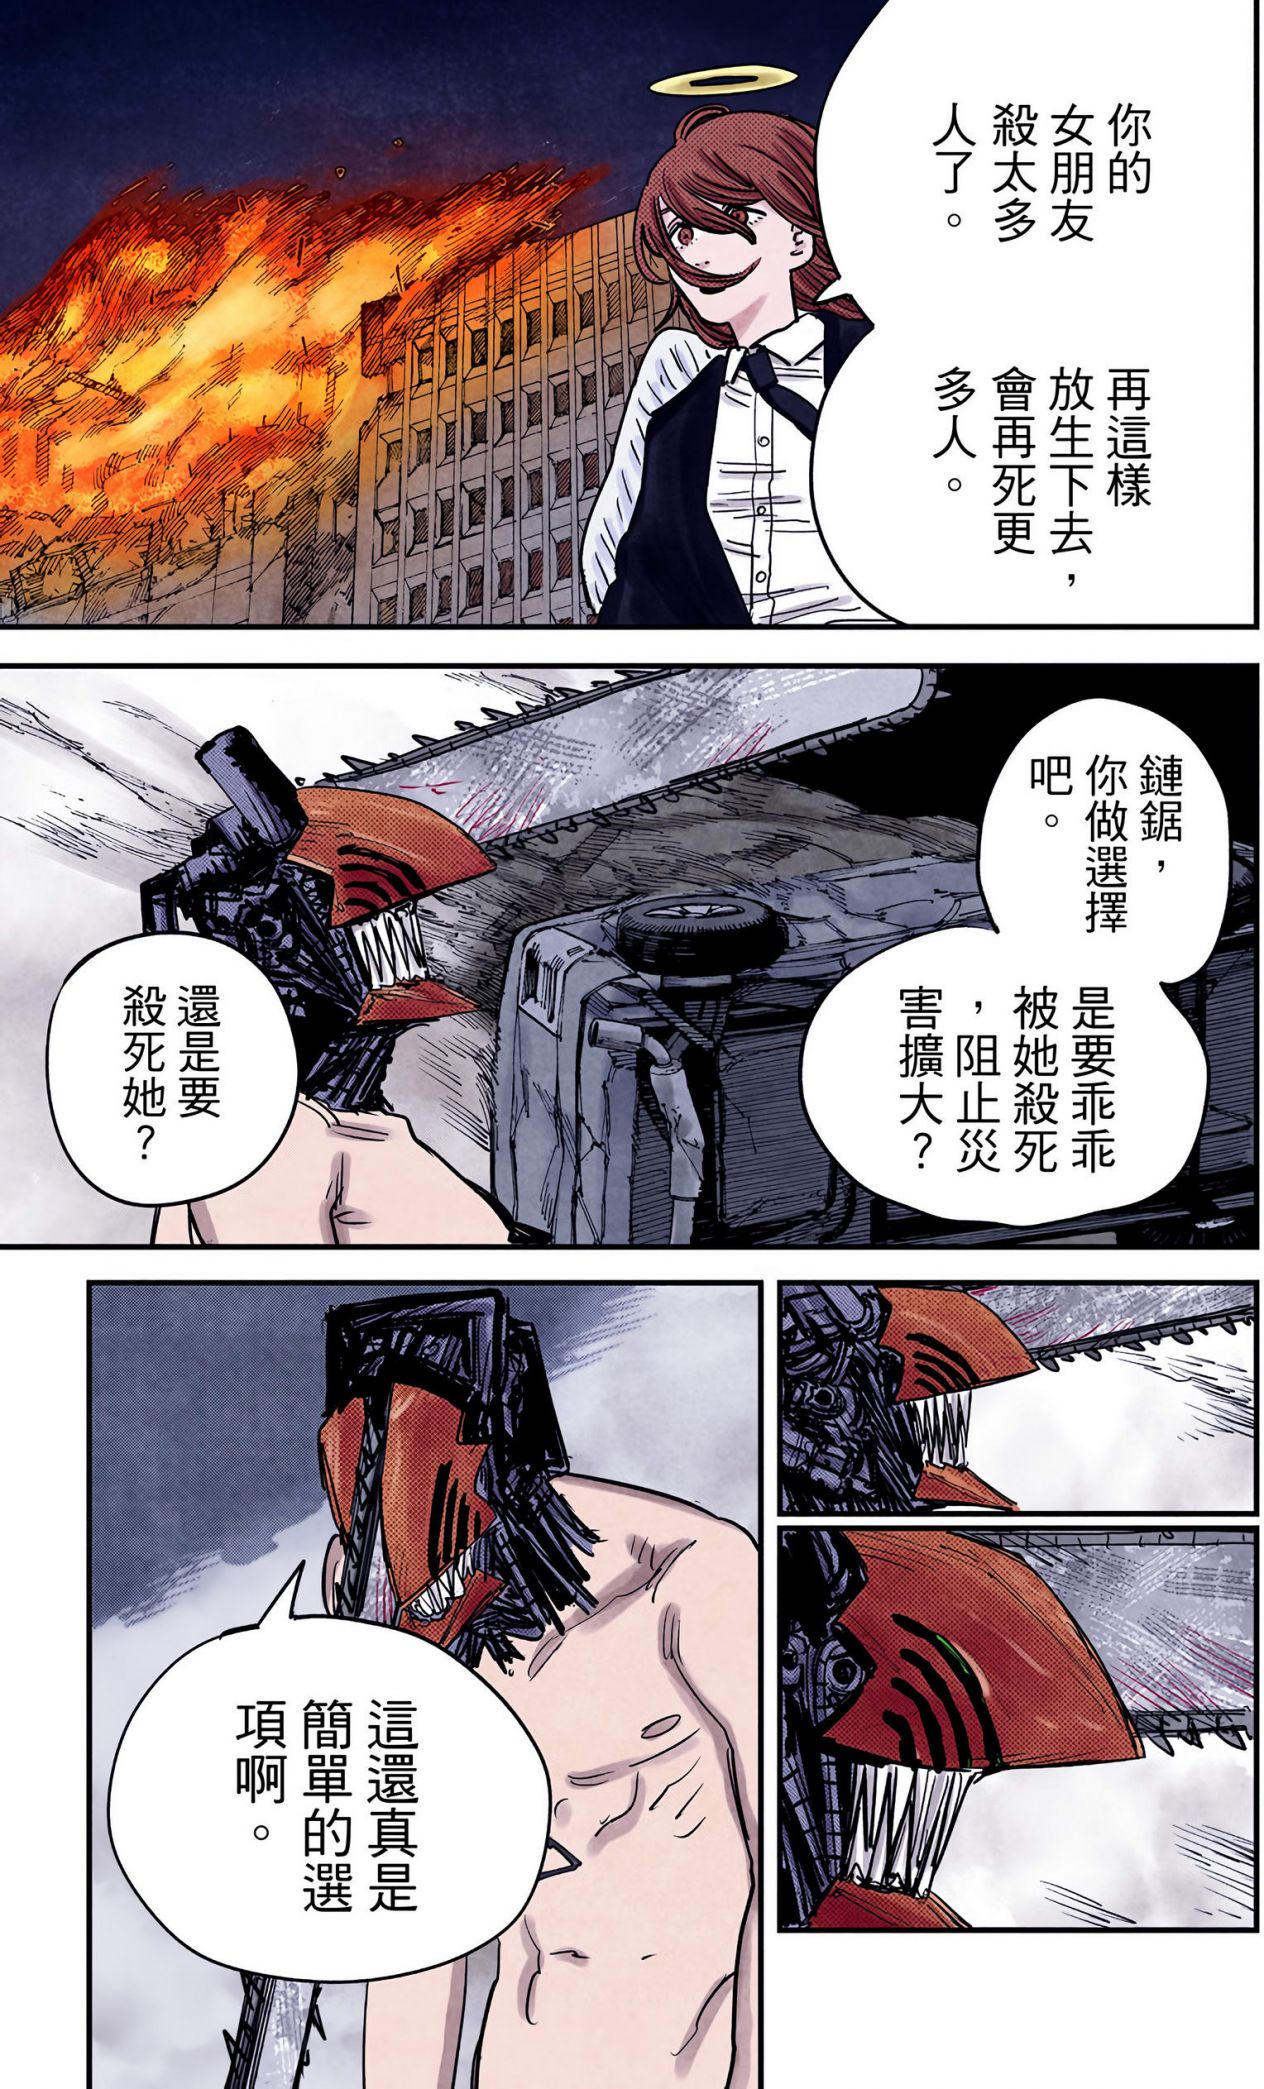 你的
女朋友
殺太多
人了。
再這樣
放生下去，
會再死更
多人。
鏈鋸，
你做選擇
吧。
是要乖乖
被她殺死
，阻止災
害擴大？
還是要
殺死她？
這還真是
簡單的選
項啊。